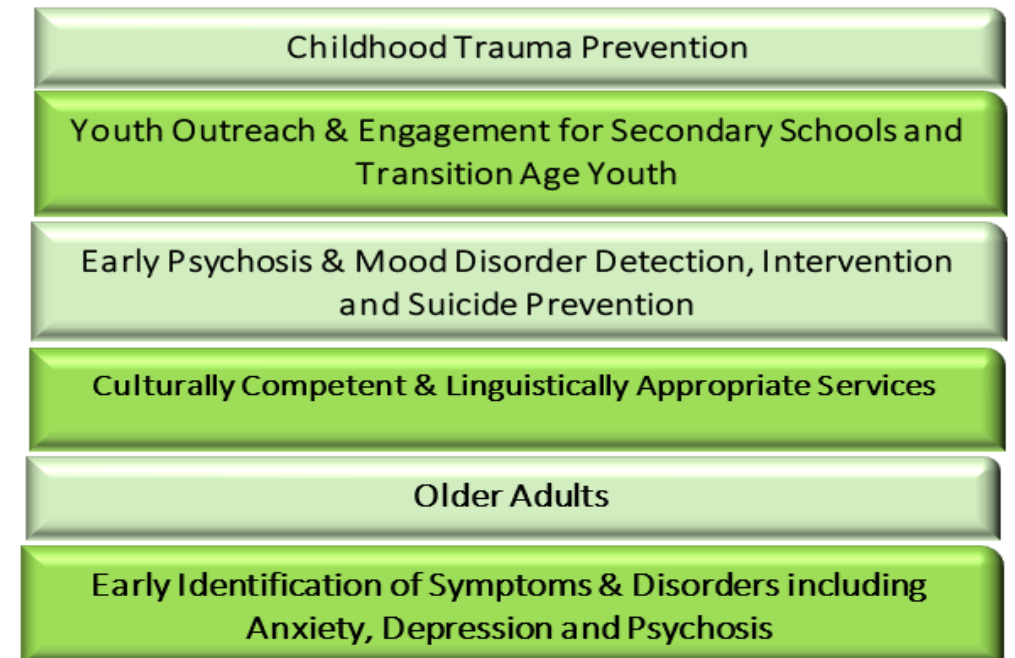 Childhood Trauma Prevention
Youth Outreach & Engagement for Secondary Schools and
Transition Age Youth
Early Psychosis & Mood Disorder Detection, Intervention
and Suicide Prevention
Culturally Competent & Linguistically Appropriate Services
Older Adults
Early Identification of Symptoms & Disorders including
Anxiety, Depression and Psychosis